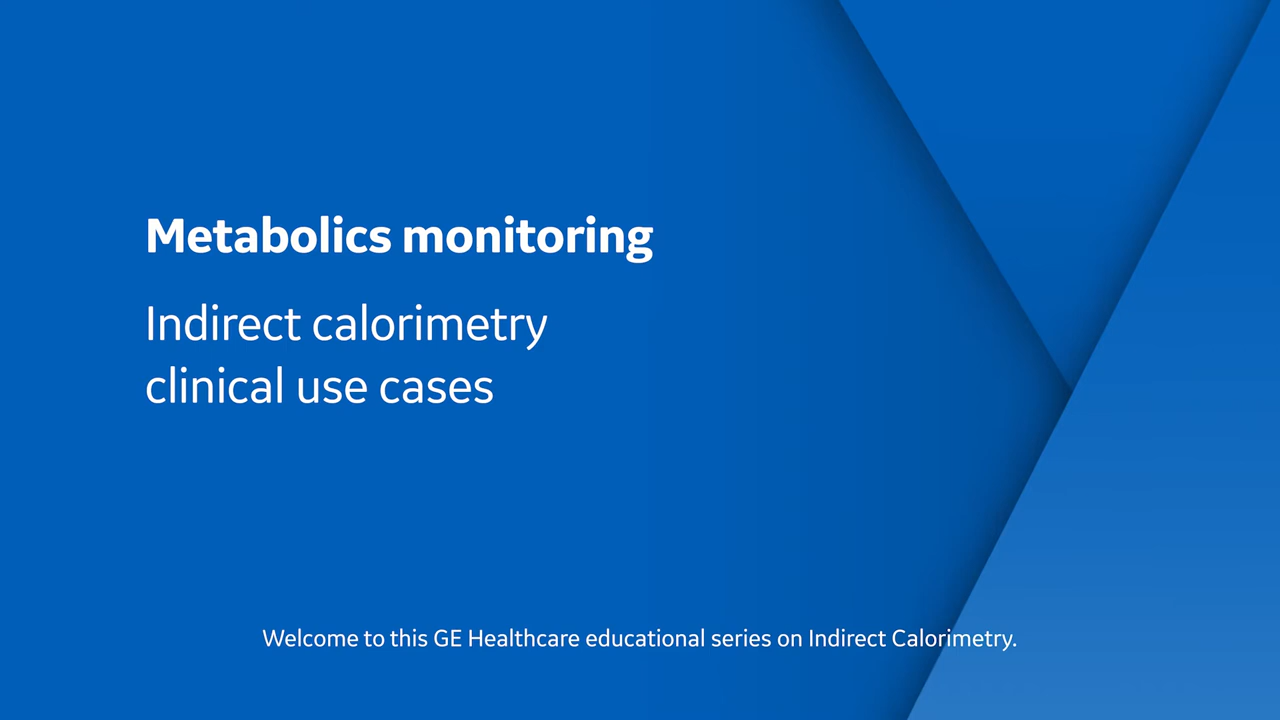 Metabolics monitoring
Indirect calorimetry
clinical use cases
Welcome to this GE Healthcare educational series on Indirect Calorimetry.